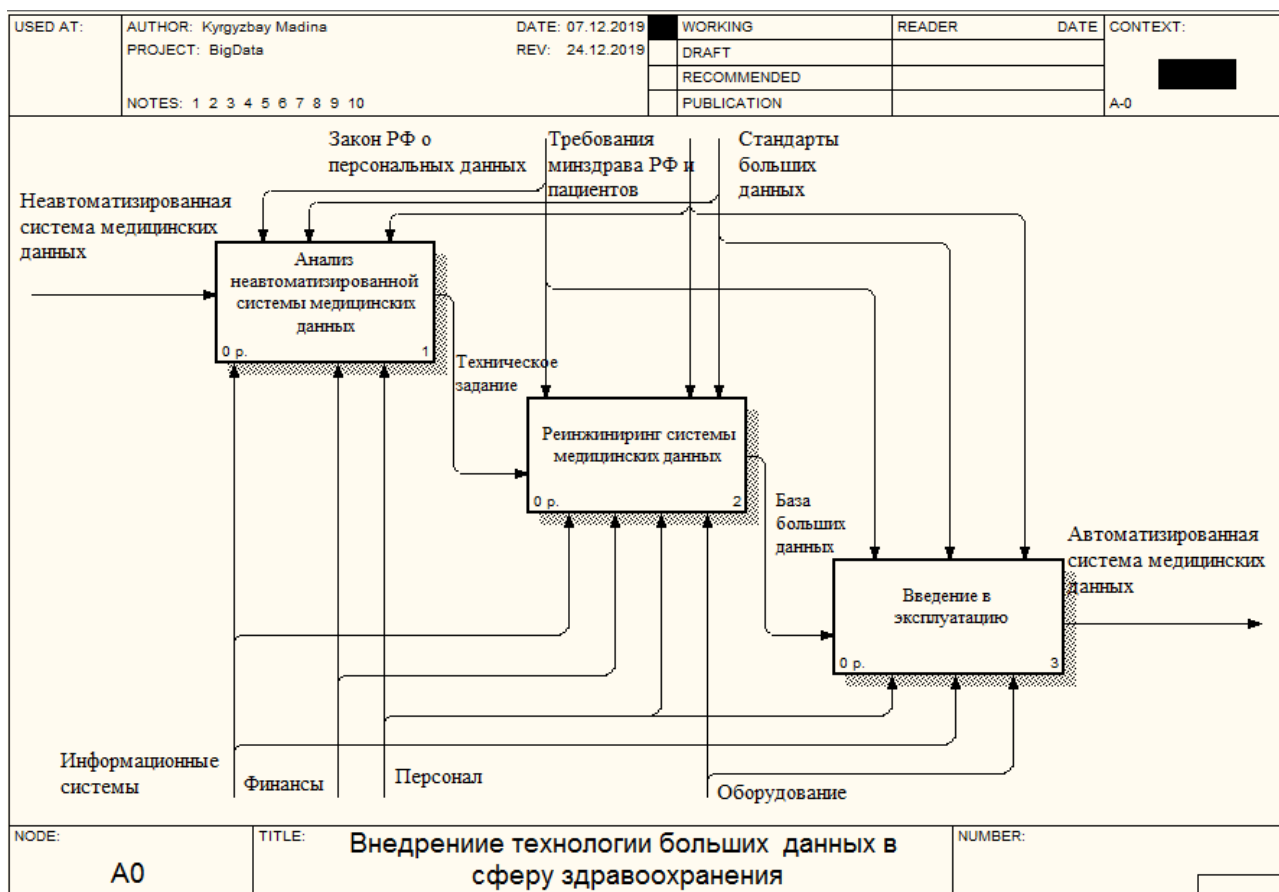 USED AT:
AUTHOR: Kyrgyzbay Madina
DATE: 07.12.2019
PROJECT: BigData
REV: 24.12.2019
NOTES: 1 2 3 4 5 6 7 8 9 10
WORKING
DRAFT
RECOMMENDED
PUBLICATION
READER
DATE
CONTEXT:
A-0
Закон РФ о
персональных данных
Требования
минздрава РФ и
пациентов
Стандарты
больших
данных
Неавтоматизированная
система медицинских
данных
Анализ
неавтоматизированной
системы медицинских
данных
0 р.
1
Техническое
задание
Реинжиниринг системы
медицинских данных
0 р.
2
База
больших
данных
Введение в
эксплуатацию
0 р.
3
Автоматизированная
система медицинских
данных
Информационные
системы
Финансы
Персонал
Оборудование
NODE:
A0
TITLE:
Внедрениие технологии больших данных в
сферу здравоохранения
NUMBER: